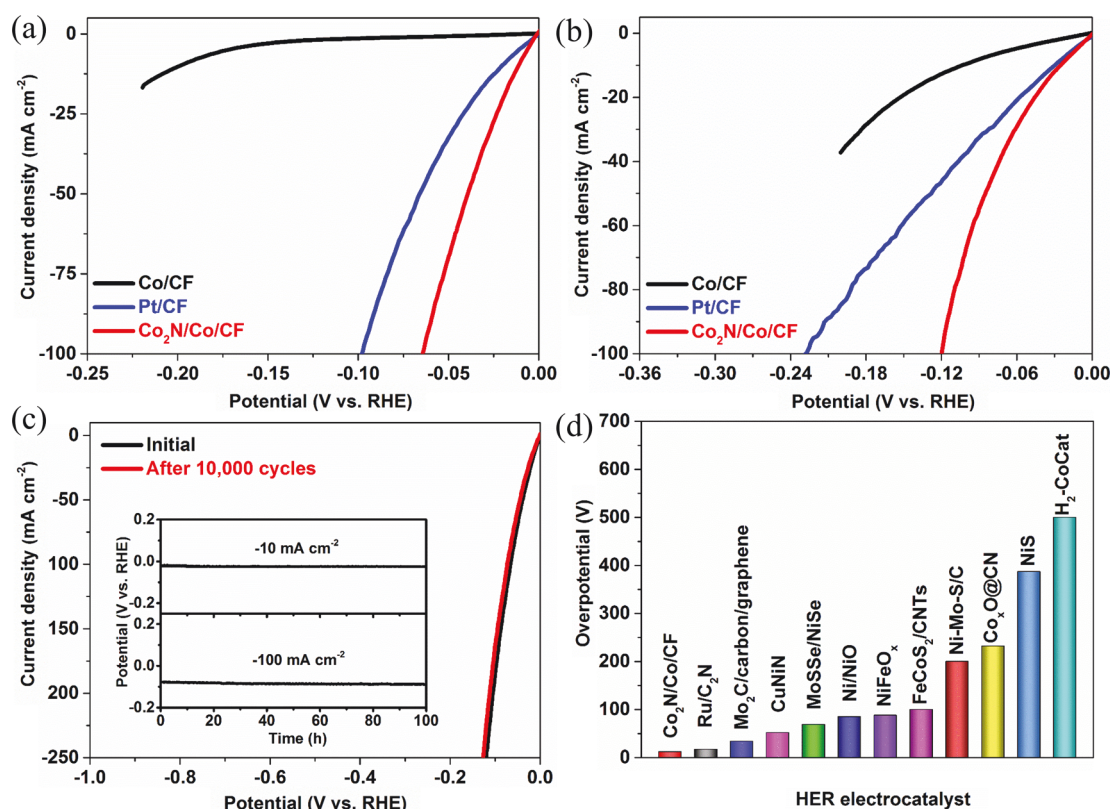 (a)
0
-25
-50
-75
-100
Current density (mA cm⁻²)
Co/CF
Pt/CF
Co₂N/Co/CF
-0.25 -0.20 -0.15 -0.10 -0.05 0.00
Potential (V vs. RHE)
(b)
0
-20
-40
-60
-80
-100
Current density (mA cm⁻²)
Co/CF
Pt/CF
Co₂N/Co/CF
-0.36 -0.30 -0.24 -0.18 -0.12 -0.06 0.00
Potential (V vs. RHE)
(c)
0
-50
100
150
200
-250
Current density (mA cm⁻²)
Initial
After 10,000 cycles
0.2
0.0
-0.2
0.2
0.0
-0.2
Potential (V vs. RHE)
-10 mA cm⁻²
-100 mA cm⁻²
0 20 40 60 80 100
Time (h)
-1.0 -0.8 -0.6 -0.4 -0.2 0.0
Potential (V vs. RHE)
(d)
700
600
500
400
300
200
100
0
Overpotential (V)
Co₂N/Co/CF
Ru/C₂N
Mo₂C/carbon/graphene
CuNiN
MoSSe/NiSe
Ni/NiO
NiFeOₓ
FeCoS₂/CNTs
Ni-Mo-S/C
CoₓO@CN
NiS
H₂-CoCat
HER electrocatalyst